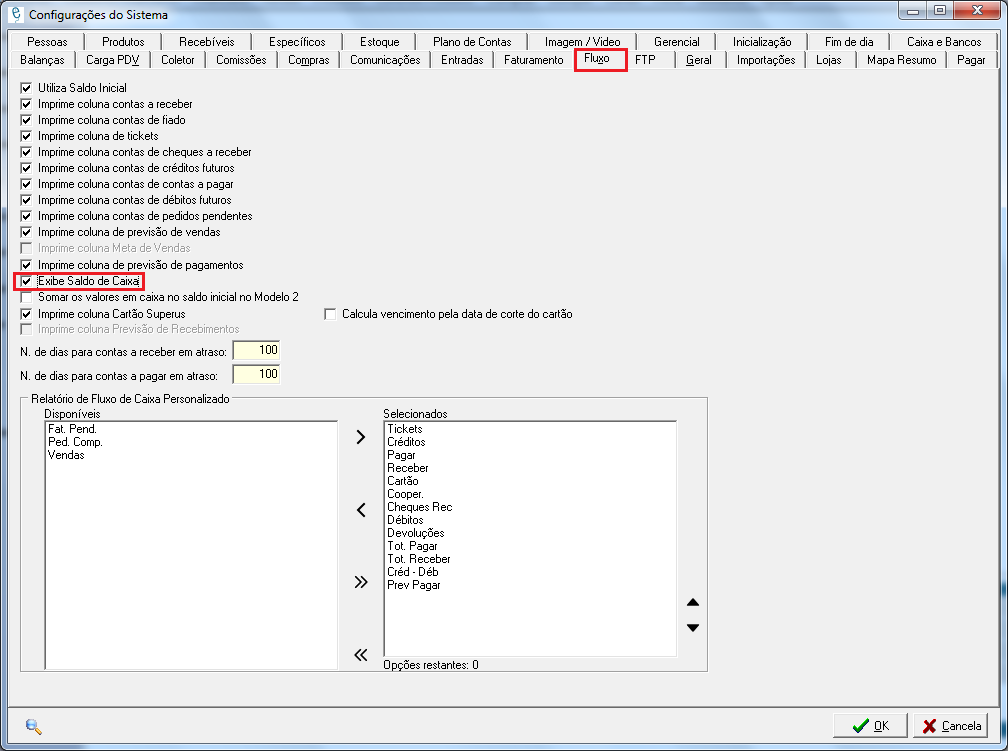 Configurações do Sistema
Pessoas Produtos Recebíveis Específicos Estoque Plano de Contas Imagem / Video Gerencial Inicialização Fim de dia Caixa e Bancos
Balanças Carga PDV Coletor Comissões Compras Comunicações Entradas Faturamento Fluxo FTP Geral Importações Lojas Mapa Resumo Pagar
Utiliza Saldo Inicial
Imprime coluna contas a receber
Imprime coluna contas de fiado
Imprime coluna de tickets
Imprime coluna contas de cheques a receber
Imprime coluna contas de créditos futuros
Imprime coluna contas de contas a pagar
Imprime coluna contas de débitos futuros
Imprime coluna contas de pedidos pendentes
Imprime coluna de previsão de vendas
Imprime coluna Meta de Vendas
Imprime coluna de previsão de pagamentos
Exibe Saldo de Caixa
Somar os valores em caixa no saldo inicial no Modelo 2
Imprime coluna Cartão Superus Calcula vencimento pela data de corte do cartão
Imprime coluna Previsão de Recebimentos
N. de dias para contas a receber em atraso: 100
N. de dias para contas a pagar em atraso: 100
Relatório de Fluxo de Caixa Personalizado
Disponíveis
Fat. Pend.
Ped. Comp.
Vendas
Selecionados
Tickets
Créditos
Pagar
Receber
Cartão
Cooper.
Cheques Rec
Débitos
Devoluções
Tot. Pagar
Tot. Receber
Créd - Déb
Prev Pagar
Opções restantes: 0
OK Cancela